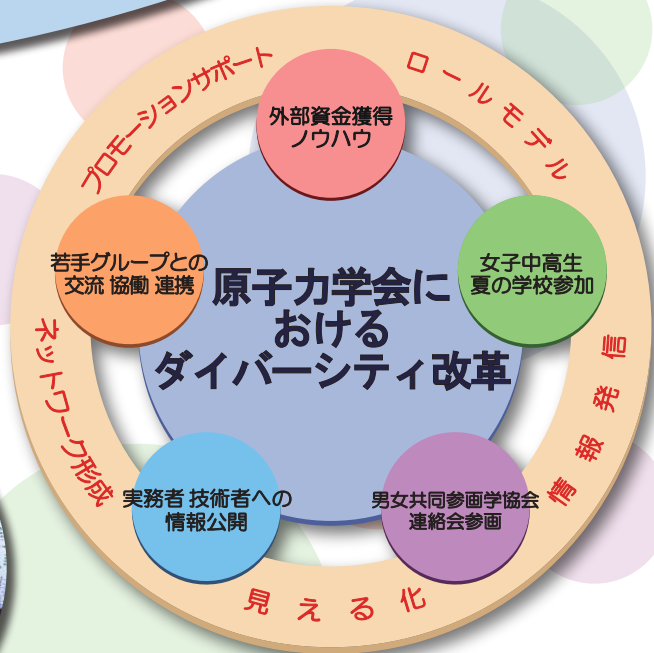 プロモーションサポート
ロールモデル
外部資金獲得
ノウハウ
若手グループとの
交流 協働 連携
女子中高生
夏の学校参加
原子力学会に
おける
ダイバーシティ改革
ネットワーク形成
情報発信
実務者 技術者への
情報公開
男女共同参画学協会
連絡会参画
見える化